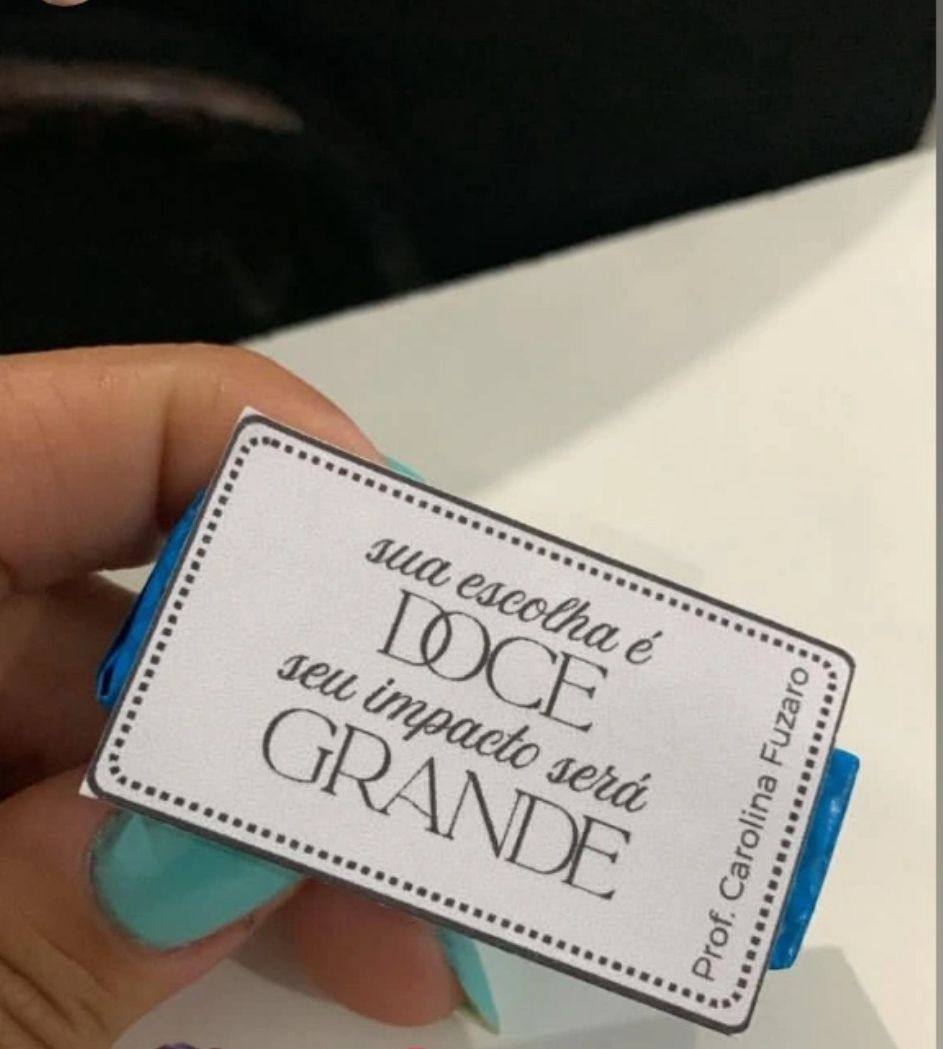 sua escolha é
DOCE
seu impacto será
GRANDE
Prof. Carolina Fuzaro